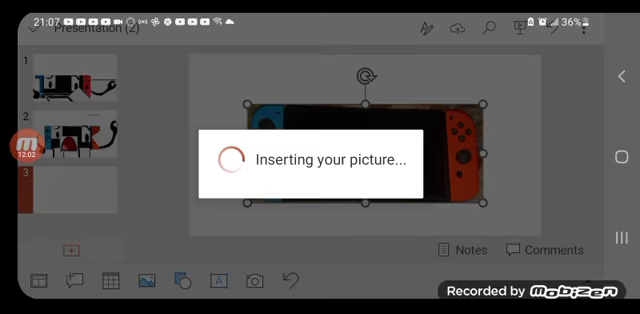 21:07
36%
Presentation (2)
1
2
3
12:02
Inserting your picture...
Notes
Comments
A
Recorded by MOBIZEN